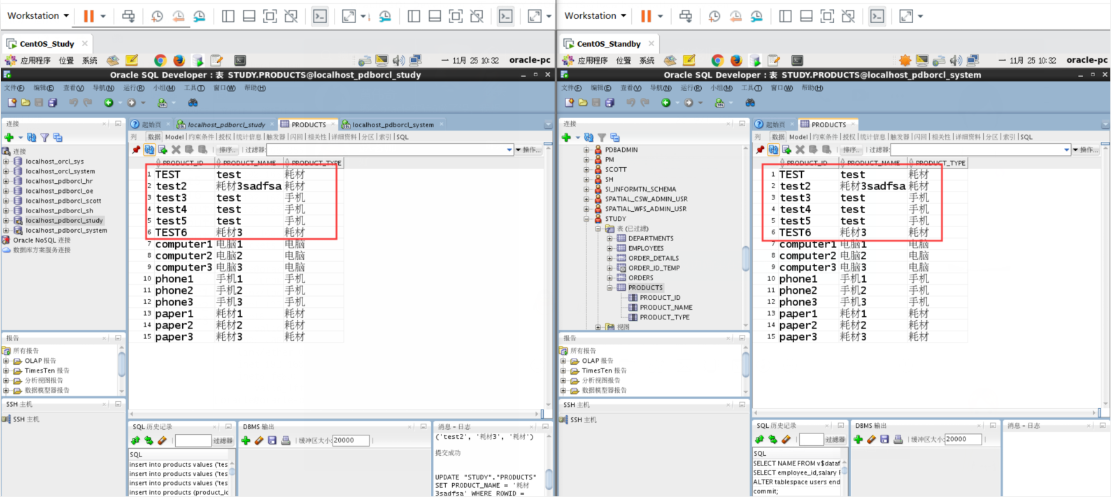 Workstation
CentOS_Study
应用程序 位置 系统
一 11月 25 10:32 oracle-pc
Oracle SQL Developer : 表 STUDY.PRODUCTS@localhost_pdborcl_study
文件(F) 编辑(E) 查看(V) 导航(N) 运行(R) 小组(M) 工具(T) 窗口(W) 帮助(H)
连接
起始页 localhost_pdborcl_study PRODUCTS localhost_pdborcl_system
列 数据 Model 约束条件 授权 统计信息 触发器 闪回 相关性 详细资料 分区 索引 SQL
排序... 过滤器: 操作...
连接
localhost_orcl_sys
localhost_orcl_system
localhost_pdborcl_hr
localhost_pdborcl_oe
localhost_pdborcl_scott
localhost_pdborcl_sh
localhost_pdborcl_study
localhost_pdborcl_system
Oracle NoSQL 连接
数据库方案服务连接
PRODUCT_ID PRODUCT_NAME PRODUCT_TYPE
1 TEST test 耗材
2 test2 耗材3sadfsa 耗材
3 test3 test 手机
4 test4 test 手机
5 test5 test 手机
6 TEST6 耗材3 耗材
7 computer1 电脑1 电脑
8 computer2 电脑2 电脑
9 computer3 电脑3 电脑
10 phone1 手机1 手机
11 phone2 手机2 手机
12 phone3 手机3 手机
13 paper1 耗材1 耗材
14 paper2 耗材2 耗材
15 paper3 耗材3 耗材
报告
所有报告
OLAP 报告
TimesTen 报告
分析视图报告
数据模型器报告
SSH 主机
SSH 主机
SQL 历史记录
过滤器
SQL
insert into products values ('tes
insert into products values ('tes
insert into products values ('tes
insert into products (product_ic
DBMS 输出
缓冲区大小: 20000
消息 - 日志
('test2', '耗材3', '耗材')
提交成功
UPDATE "STUDY"."PRODUCTS"
SET PRODUCT_NAME = '耗材
3sadfsa' WHERE ROWID =
Workstation
CentOS_Standby
应用程序 位置 系统
一 11月 25 10:32 oracle-pc
Oracle SQL Developer : 表 STUDY.PRODUCTS@localhost_pdborcl_system
文件(F) 编辑(E) 查看(V) 导航(N) 运行(R) 小组(M) 工具(T) 窗口(W) 帮助(H)
连接
起始页 PRODUCTS
列 数据 Model 约束条件 授权 统计信息 触发器 闪回 相关性 详细资料 分区 索引 SQL
排序... 过滤器: 操作...
PDBADMIN
PM
SCOTT
SH
SI_INFORMTN_SCHEMA
SPATIAL_CSW_ADMIN_USR
SPATIAL_WFS_ADMIN_USR
STUDY
表 (已过滤)
DEPARTMENTS
EMPLOYEES
ORDER_DETAILS
ORDER_ID_TEMP
ORDERS
PRODUCTS
PRODUCT_ID
PRODUCT_NAME
PRODUCT_TYPE
视图
PRODUCT_ID PRODUCT_NAME PRODUCT_TYPE
1 TEST test 耗材
2 test2 耗材3sadfsa 耗材
3 test3 test 手机
4 test4 test 手机
5 test5 test 手机
6 TEST6 耗材3 耗材
7 computer1 电脑1 电脑
8 computer2 电脑2 电脑
9 computer3 电脑3 电脑
10 phone1 手机1 手机
11 phone2 手机2 手机
12 phone3 手机3 手机
13 paper1 耗材1 耗材
14 paper2 耗材2 耗材
15 paper3 耗材3 耗材
报告
所有报告
OLAP 报告
TimesTen 报告
分析视图报告
数据模型器报告
SSH 主机
SSH 主机
SQL 历史记录
过滤器
SQL
SELECT NAME FROM v$dataf
SELECT employee_id,salary
ALTER tablespace users end
commit;
DBMS 输出
缓冲区大小: 20000
消息 - 日志